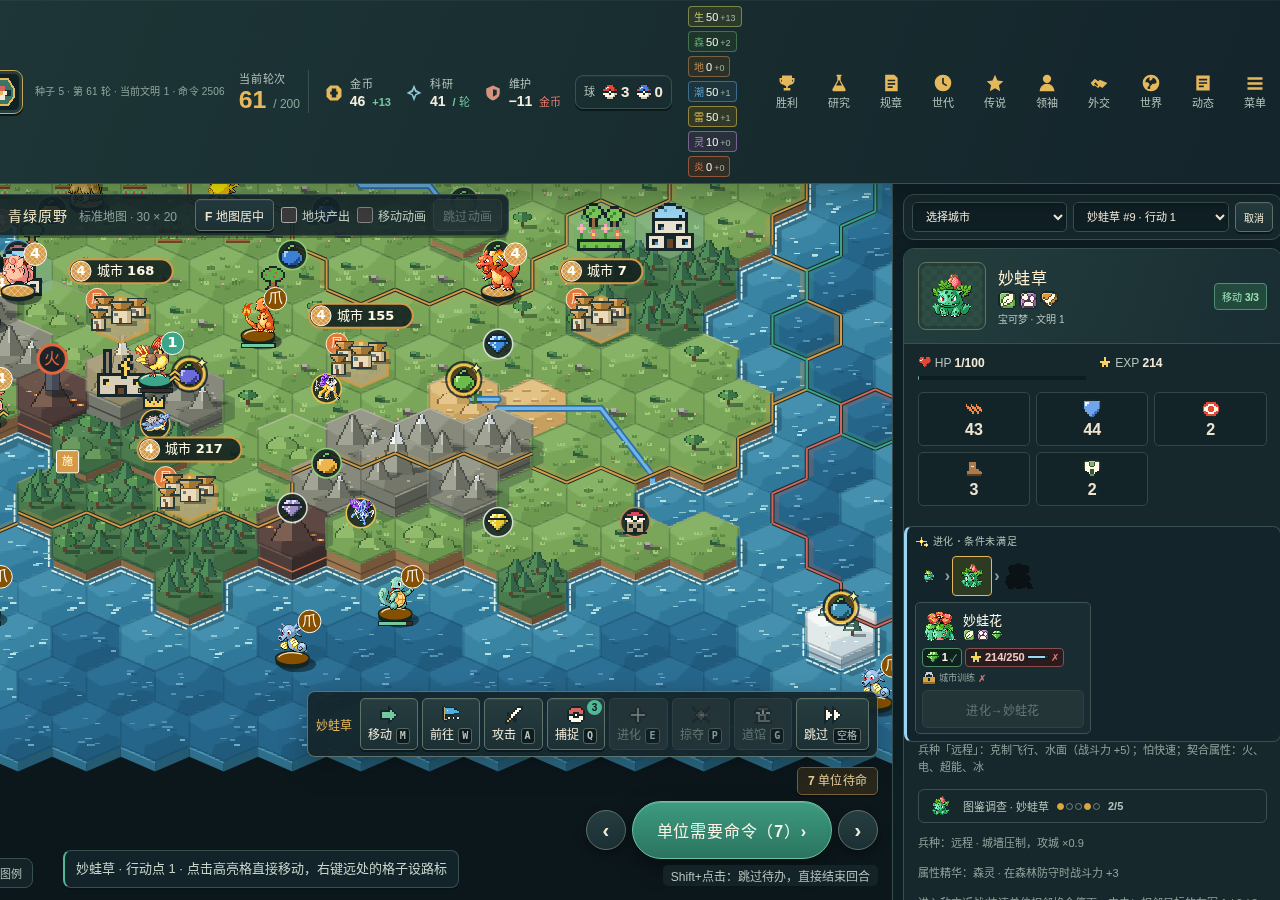 种子 5 · 第 61 轮 · 当前文明 1 · 命令 2506
当前轮次
61 / 200
金币
46 +13
科研
41 / 轮
维护
−11 金币
球 3 0
生 50 +13
森 50 +2
地 0 +0
潮 50 +1
雷 50 +1
灵 10 +0
炎 0 +0
胜利
研究
规章
世代
传说
领袖
外交
世界
动态
菜单
青绿原野 标准地图 · 30 × 20
F 地图居中
地块产出
移动动画
跳过动画
4
4 城市 168
4
4 城市 7
爪
4 城市 155
火
1
4
4 城市 217
施
爪
爪
爪
爪
妙蛙草
移动 M
前往 W
攻击 A
捕捉 Q
3
进化 E
掠夺 P
道馆 G
跳过 空格
7 单位待命
‹
单位需要命令（7）›
›
Shift+点击：跳过待办，直接结束回合
图例
妙蛙草 · 行动点 1 · 点击高亮格直接移动，右键远处的格子设路标
选择城市
妙蛙草 #9 · 行动 1
取消
妙蛙草
宝可梦 · 文明 1
移动 3/3
HP 1/100
EXP 214
43
44
2
3
2
进化 · 条件未满足
› ›
妙蛙花
1 ✓
214/250 ✗
城市训练 ✗
进化→妙蛙花
兵种「远程」：克制飞行、水面（战斗力 +5）；怕快速；契合属性：火、
电、超能、冰
图鉴调查 · 妙蛙草 2/5
兵种：远程 · 城墙压制，攻城 ×0.9
属性精华：森灵 · 在森林防守时战斗力 +3